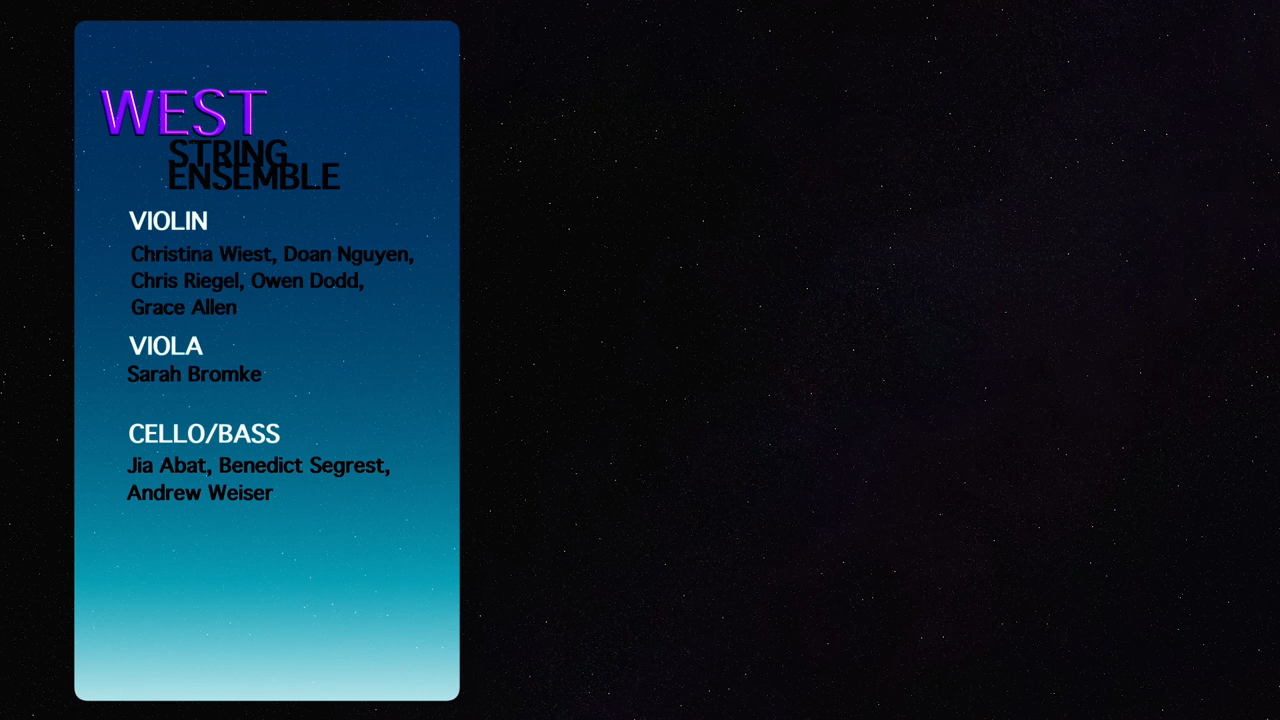 WEST
STRING
ENSEMBLE
VIOLIN
Christina Wiest, Doan Nguyen,
Chris Riegel, Owen Dodd,
Grace Allen
VIOLA
Sarah Bromke
CELLO/BASS
Jia Abat, Benedict Segrest,
Andrew Weiser